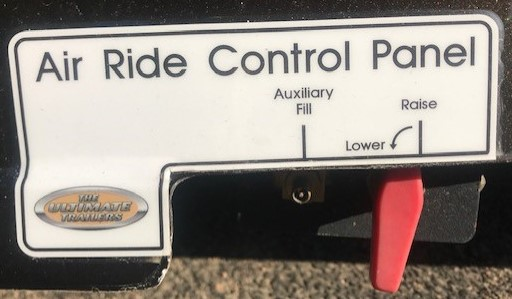 Air Ride Control Panel
Auxiliary
Fill
Raise
Lower
THE
ULTIMATE
TRAILERS